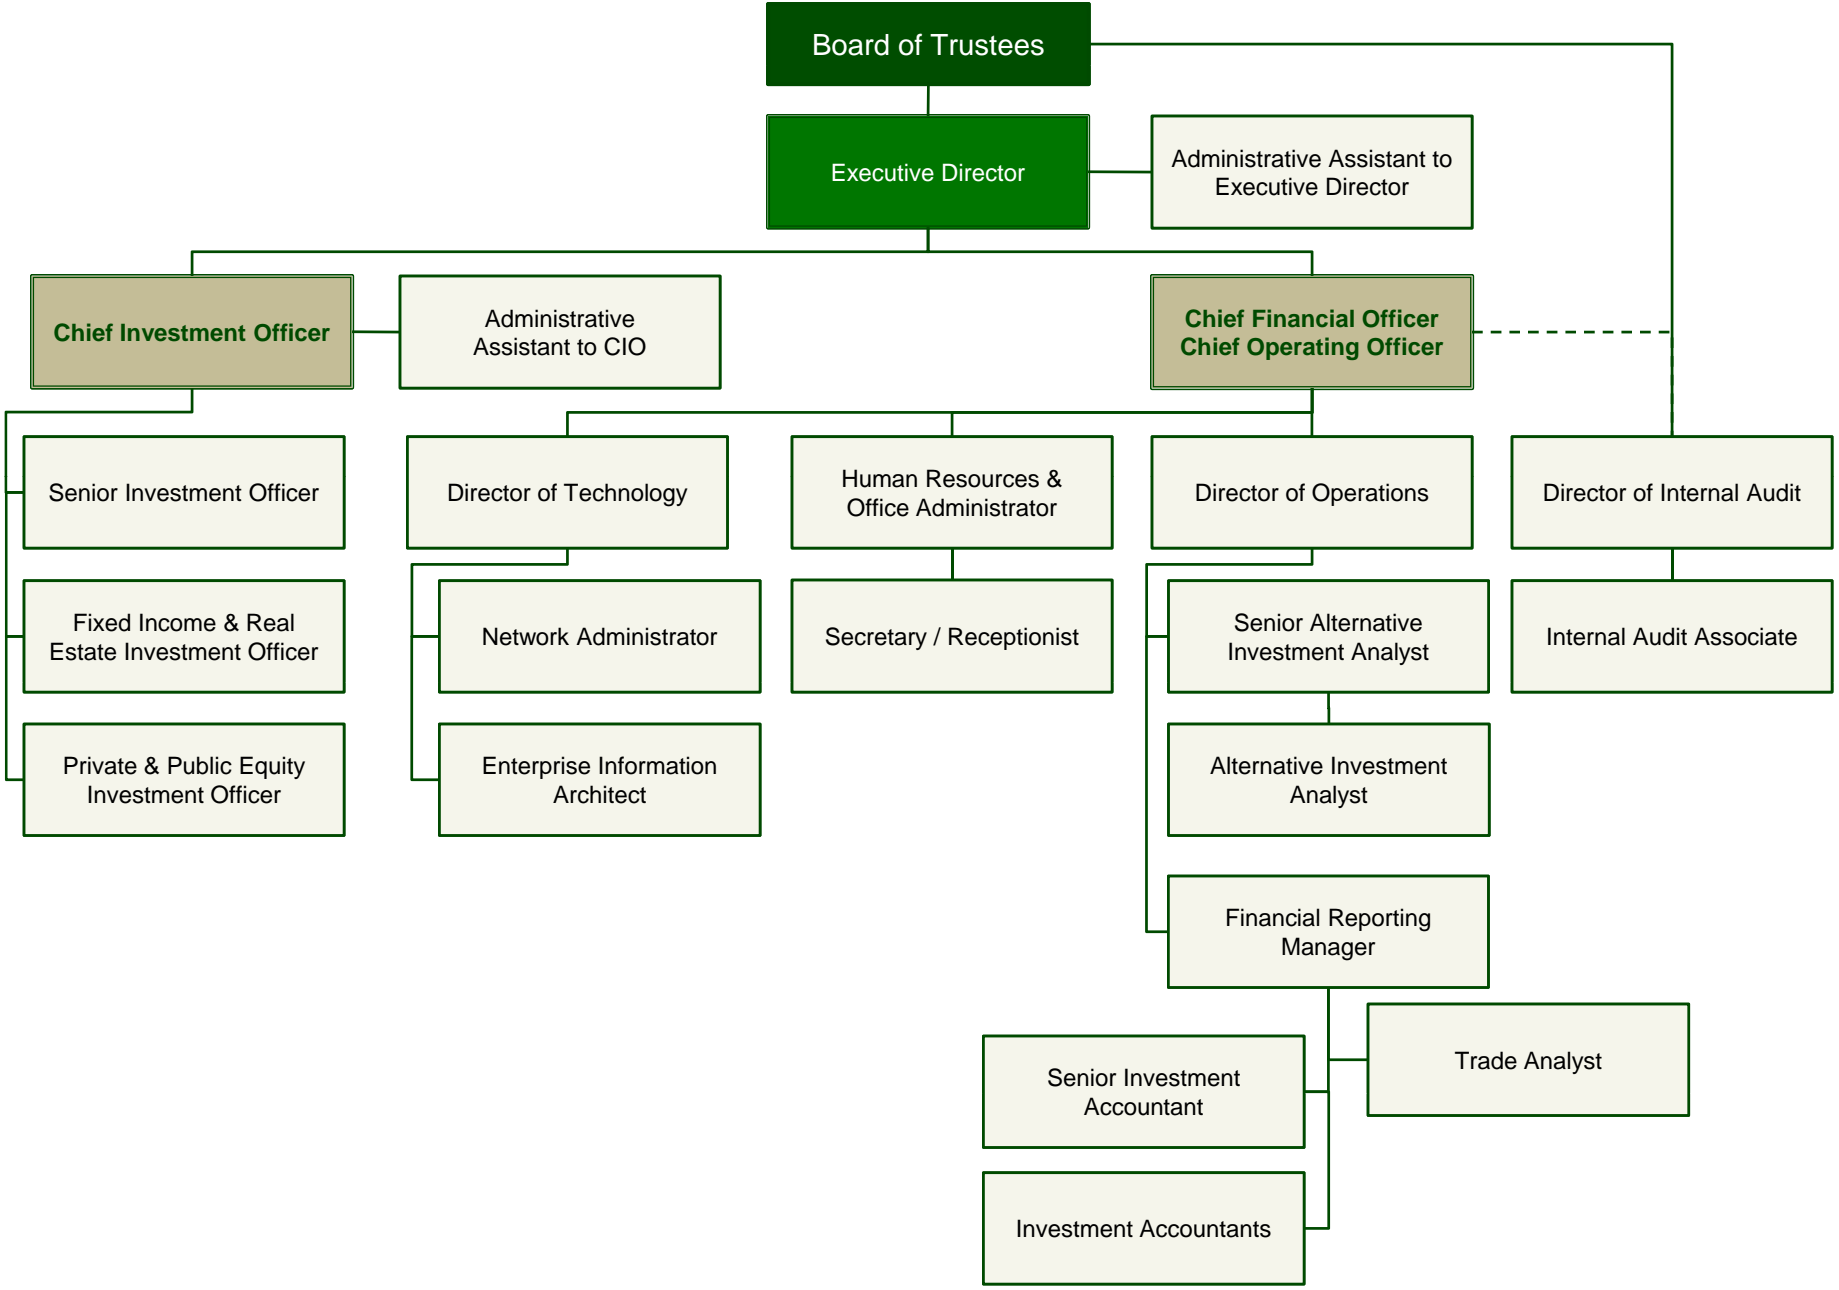 Board of Trustees
Executive Director
Administrative Assistant to
Executive Director
Chief Investment Officer
Administrative
Assistant to CIO
Chief Financial Officer
Chief Operating Officer
Senior Investment Officer
Director of Technology
Human Resources &
Office Administrator
Director of Operations
Director of Internal Audit
Fixed Income & Real
Estate Investment Officer
Network Administrator
Secretary / Receptionist
Senior Alternative
Investment Analyst
Internal Audit Associate
Private & Public Equity
Investment Officer
Enterprise Information
Architect
Alternative Investment
Analyst
Financial Reporting
Manager
Trade Analyst
Senior Investment
Accountant
Investment Accountants